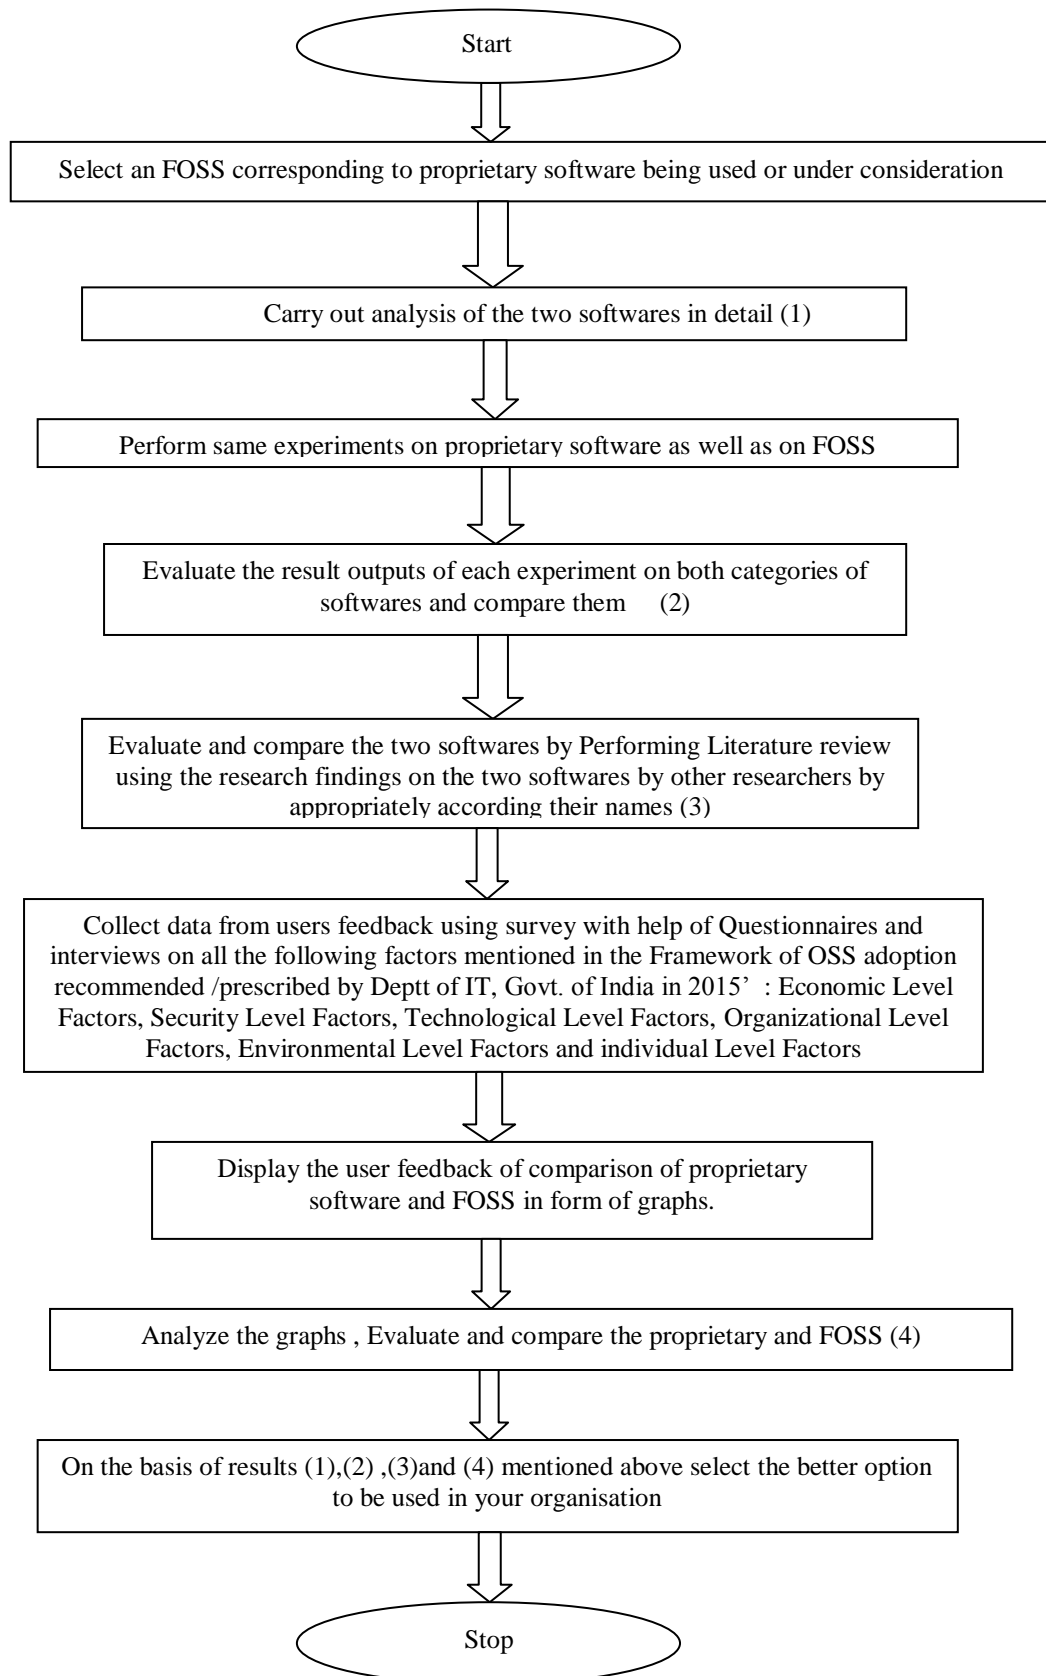 Start
Select an FOSS corresponding to proprietary software being used or under consideration
Carry out analysis of the two softwares in detail (1)
Perform same experiments on proprietary software as well as on FOSS
Evaluate the result outputs of each experiment on both categories of
softwares and compare them (2)
Evaluate and compare the two softwares by Performing Literature review
using the research findings on the two softwares by other researchers by
appropriately according their names (3)
Collect data from users feedback using survey with help of Questionnaires and
interviews on all the following factors mentioned in the Framework of OSS adoption
recommended /prescribed by Deptt of IT, Govt. of India in 2015’ : Economic Level
Factors, Security Level Factors, Technological Level Factors, Organizational Level
Factors, Environmental Level Factors and individual Level Factors
Display the user feedback of comparison of proprietary
software and FOSS in form of graphs.
Analyze the graphs , Evaluate and compare the proprietary and FOSS (4)
On the basis of results (1),(2) ,(3)and (4) mentioned above select the better option
to be used in your organisation
Stop